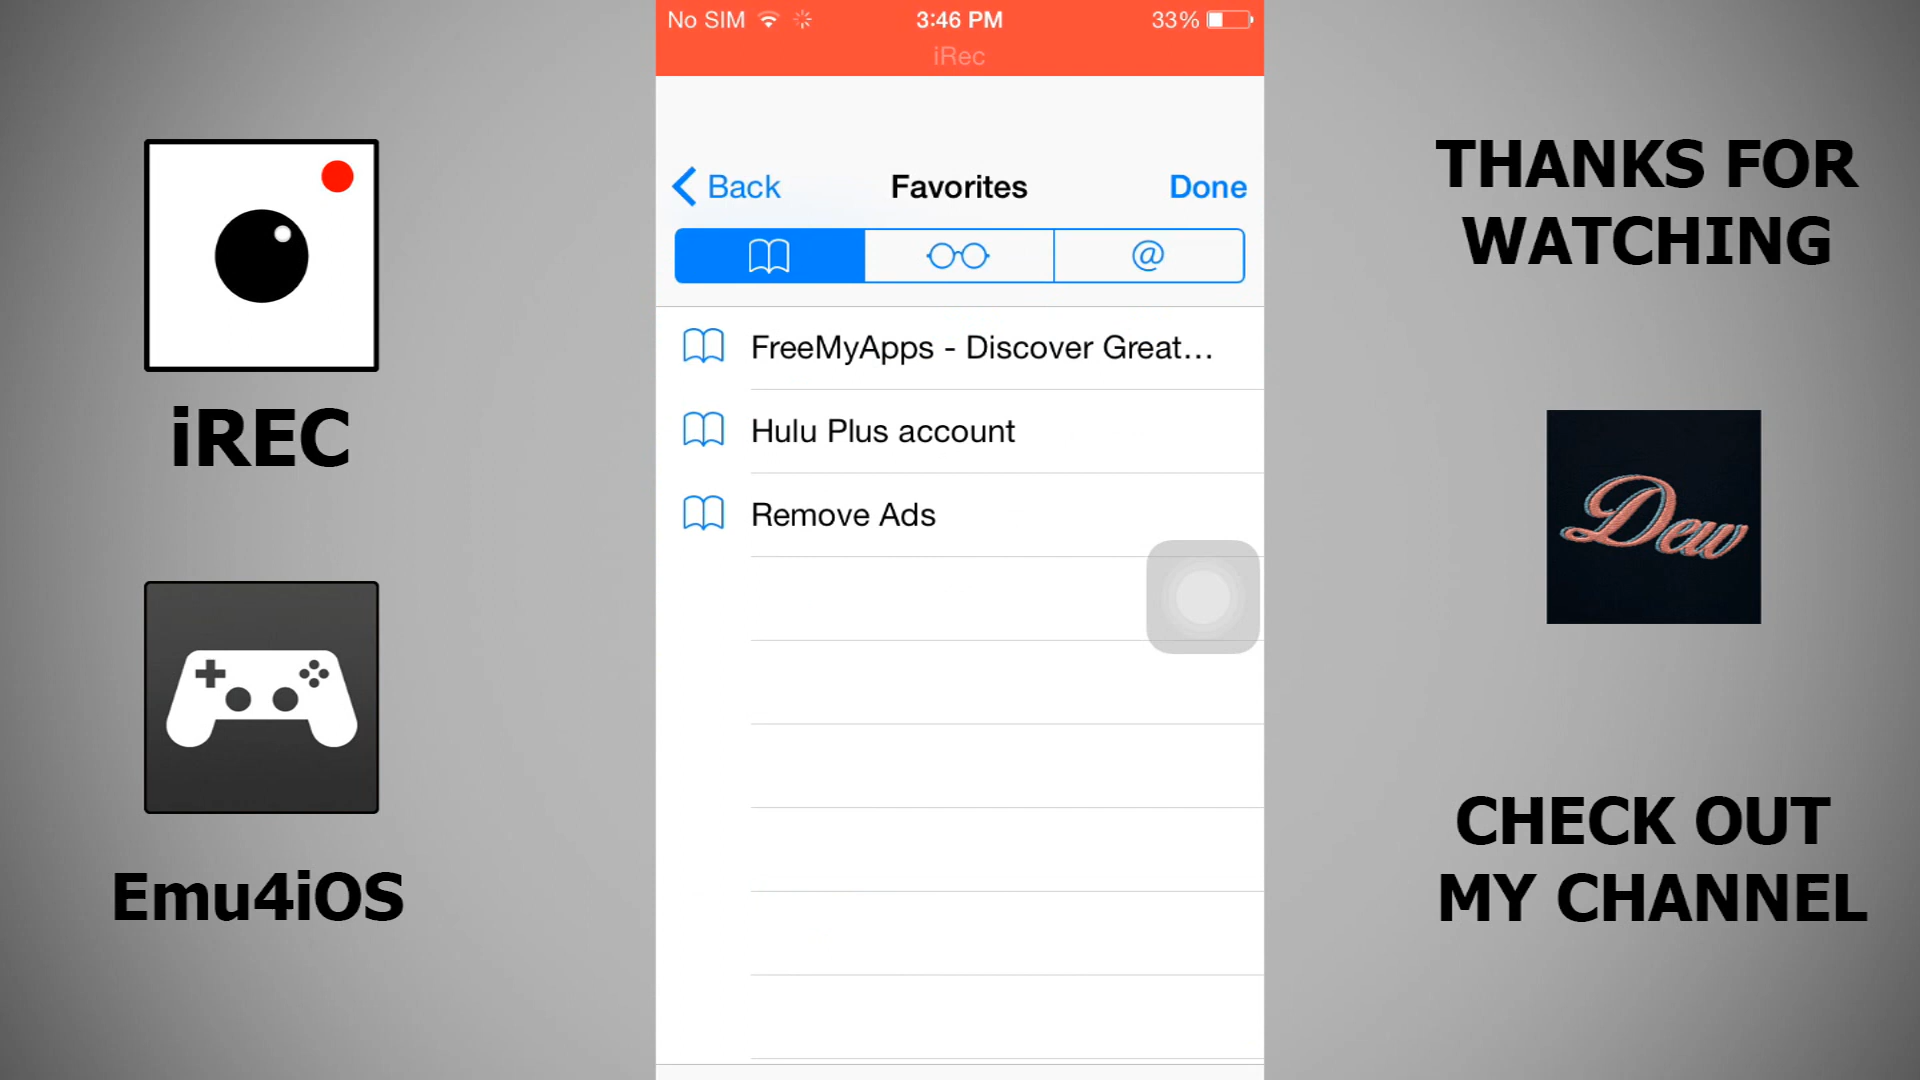 No SIM
3:46 PM
33%
iRec
Back
Favorites
Done
@
FreeMyApps - Discover Great...
Hulu Plus account
Remove Ads
iREC
Emu4iOS
THANKS FOR
WATCHING
Dew
CHECK OUT
MY CHANNEL